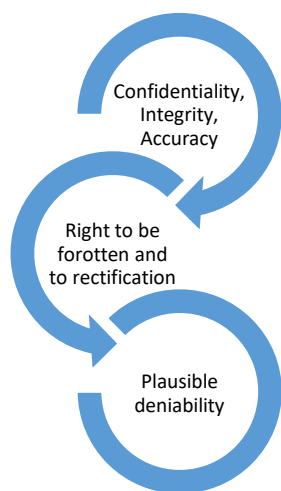 Confidentiality,
Integrity,
Accuracy
Right to be
forotten and
to rectification
Plausible
deniability